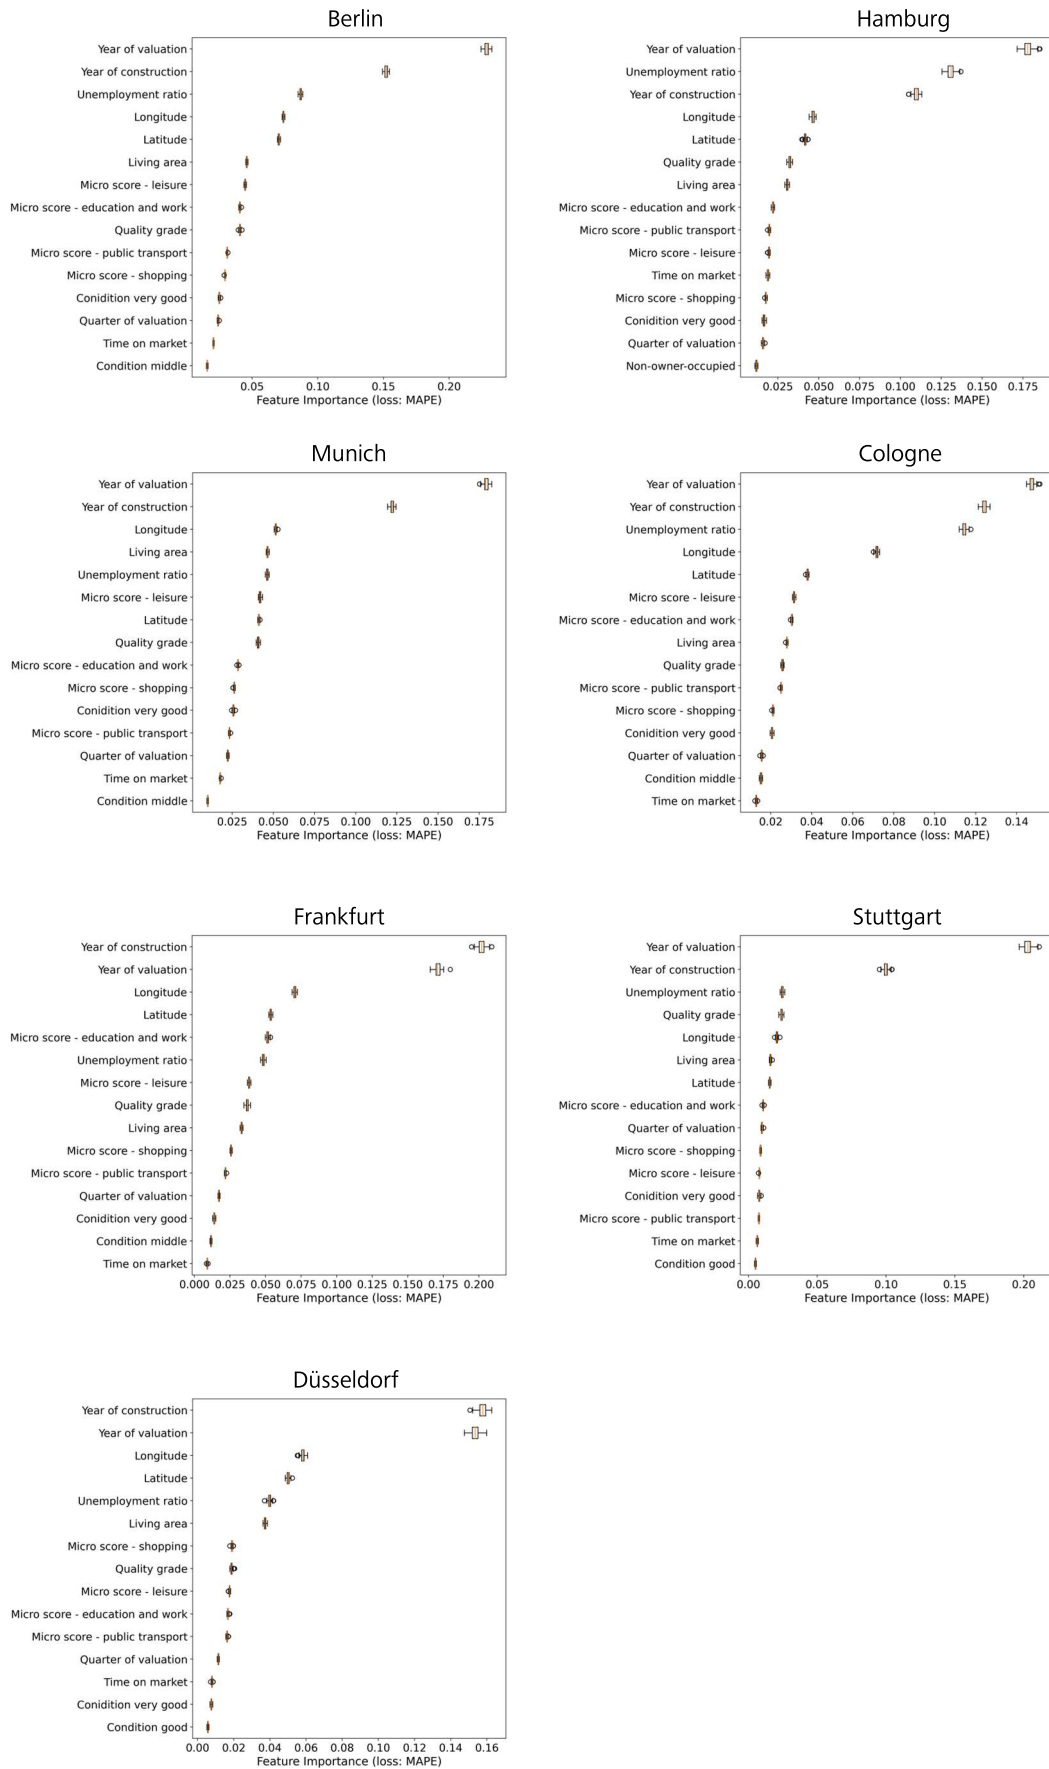 Berlin
Year of valuation
Year of construction
Unemployment ratio
Longitude
Latitude
Living area
Micro score - leisure
Micro score - education and work
Quality grade
Micro score - public transport
Micro score - shopping
Conidition very good
Quarter of valuation
Time on market
Condition middle
0.05 0.10 0.15 0.20
Feature Importance (loss: MAPE)
Hamburg
Year of valuation
Unemployment ratio
Year of construction
Longitude
Latitude
Quality grade
Living area
Micro score - education and work
Micro score - public transport
Micro score - leisure
Time on market
Micro score - shopping
Conidition very good
Quarter of valuation
Non-owner-occupied
0.025 0.050 0.075 0.100 0.125 0.150 0.175
Feature Importance (loss: MAPE)
Munich
Year of valuation
Year of construction
Longitude
Living area
Unemployment ratio
Micro score - leisure
Latitude
Quality grade
Micro score - education and work
Micro score - shopping
Conidition very good
Micro score - public transport
Quarter of valuation
Time on market
Condition middle
0.025 0.050 0.075 0.100 0.125 0.150 0.175
Feature Importance (loss: MAPE)
Cologne
Year of valuation
Year of construction
Unemployment ratio
Longitude
Latitude
Micro score - leisure
Micro score - education and work
Living area
Quality grade
Micro score - public transport
Micro score - shopping
Conidition very good
Quarter of valuation
Condition middle
Time on market
0.02 0.04 0.06 0.08 0.10 0.12 0.14
Feature Importance (loss: MAPE)
Frankfurt
Year of construction
Year of valuation
Longitude
Latitude
Micro score - education and work
Unemployment ratio
Micro score - leisure
Quality grade
Living area
Micro score - shopping
Micro score - public transport
Quarter of valuation
Conidition very good
Condition middle
Time on market
0.000 0.025 0.050 0.075 0.100 0.125 0.150 0.175 0.200
Feature Importance (loss: MAPE)
Stuttgart
Year of valuation
Year of construction
Unemployment ratio
Quality grade
Longitude
Living area
Latitude
Micro score - education and work
Quarter of valuation
Micro score - shopping
Micro score - leisure
Conidition very good
Micro score - public transport
Time on market
Condition good
0.00 0.05 0.10 0.15 0.20
Feature Importance (loss: MAPE)
Düsseldorf
Year of construction
Year of valuation
Longitude
Latitude
Unemployment ratio
Living area
Micro score - shopping
Quality grade
Micro score - leisure
Micro score - education and work
Micro score - public transport
Quarter of valuation
Time on market
Conidition very good
Condition good
0.00 0.02 0.04 0.06 0.08 0.10 0.12 0.14 0.16
Feature Importance (loss: MAPE)